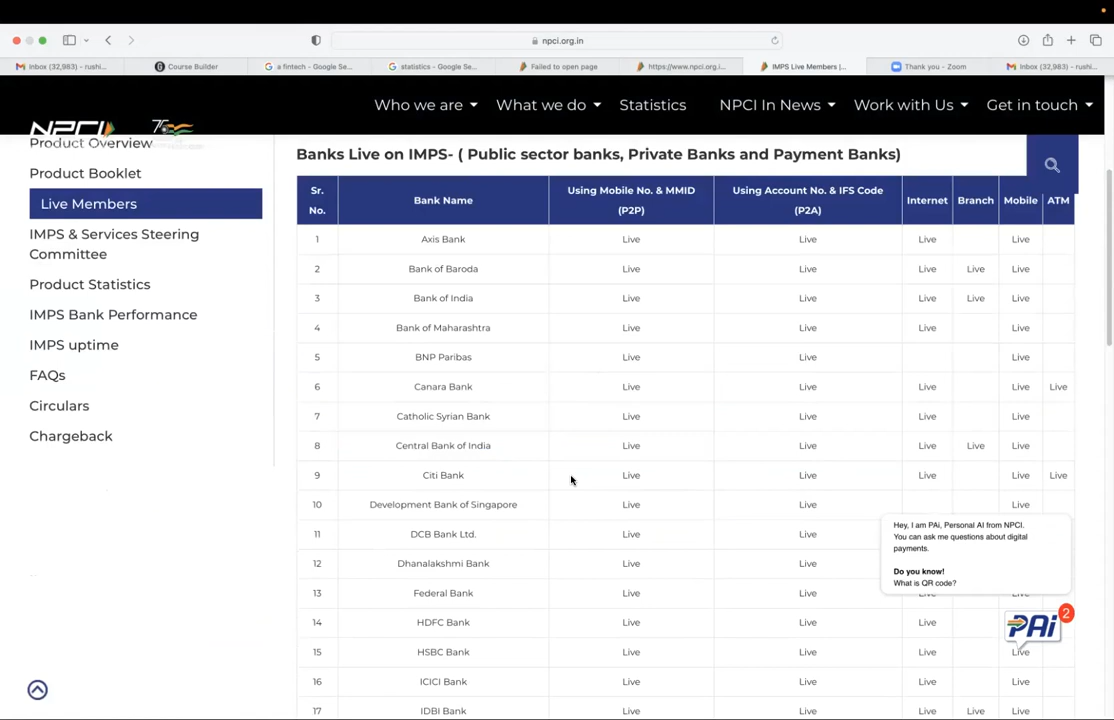 npci.org.in
Inbox (32,983) – rushi...
Course Builder
a fintech - Google Se...
statistics - Google Se...
Failed to open page
https://www.npci.org.i...
IMPS Live Members |...
Thank you - Zoom
Inbox (32,983) – rushi...
NPCI
75
Who we are
What we do
Statistics
NPCI In News
Work with Us
Get in touch
Product Overview
Product Booklet
Live Members
IMPS & Services Steering
Committee
Product Statistics
IMPS Bank Performance
IMPS uptime
FAQs
Circulars
Chargeback
Banks Live on IMPS- ( Public sector banks, Private Banks and Payment Banks)
Sr. No. Bank Name Using Mobile No. & MMID (P2P) Using Account No. & IFS Code (P2A) Internet Branch Mobile ATM
1 Axis Bank Live Live Live Live
2 Bank of Baroda Live Live Live Live Live
3 Bank of India Live Live Live Live Live
4 Bank of Maharashtra Live Live Live Live
5 BNP Paribas Live Live Live
6 Canara Bank Live Live Live Live Live
7 Catholic Syrian Bank Live Live Live Live
8 Central Bank of India Live Live Live Live Live
9 Citi Bank Live Live Live Live Live
10 Development Bank of Singapore Live Live Live
11 DCB Bank Ltd. Live Live
12 Dhanalakshmi Bank Live Live
13 Federal Bank Live Live Live Live
14 HDFC Bank Live Live Live
15 HSBC Bank Live Live Live
16 ICICI Bank Live Live Live Live
17 IDBI Bank Live Live Live Live Live
Hey, I am PAi, Personal AI from NPCI.
You can ask me questions about digital
payments.
Do you know!
What is QR code?
PAi
2